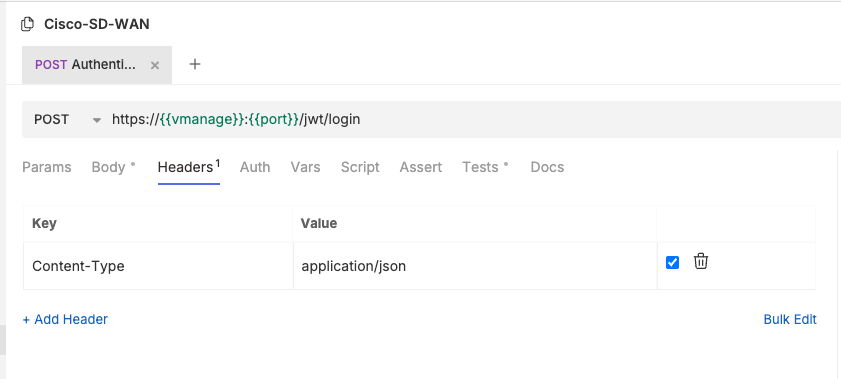 Cisco-SD-WAN
POST Authenti... × +
POST https://{{vmanage}}:{{port}}/jwt/login
Params Body Headers 1 Auth Vars Script Assert Tests Docs
Key Value
Content-Type application/json
+ Add Header Bulk Edit